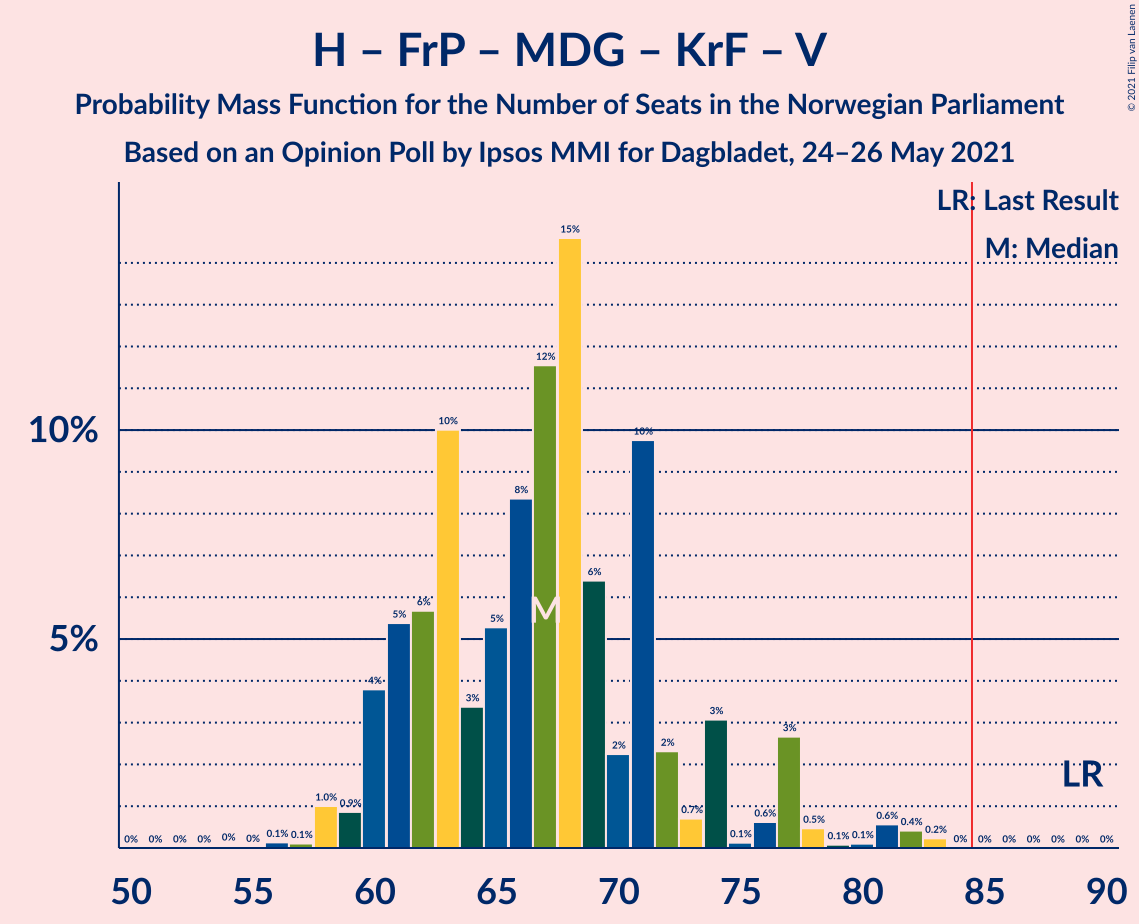 H – FrP – MDG – KrF – V
Probability Mass Function for the Number of Seats in the Norwegian Parliament
Based on an Opinion Poll by Ipsos MMI for Dagbladet, 24–26 May 2021
© 2021 Filip van Laenen
LR: Last Result
M: Median
10%
5%
0% 0% 0% 0% 0% 0% 0.1% 0.1% 1.0% 0.9% 4% 5% 6% 10% 3% 5% 8% 12% 15% 6% 2% 10% 2% 0.7% 3% 0.1% 0.6% 3% 0.5% 0.1% 0.1% 0.6% 0.4% 0.2% 0% 0% 0% 0% 0% 0% 0%
M
LR
50 55 60 65 70 75 80 85 90